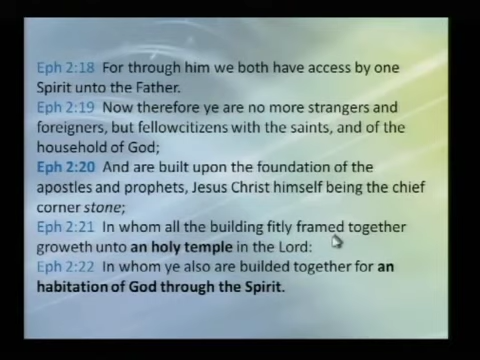 Eph 2:18 For through him we both have access by one
Spirit unto the Father.
Eph 2:19 Now therefore ye are no more strangers and
foreigners, but fellowcitizens with the saints, and of the
household of God;
Eph 2:20 And are built upon the foundation of the
apostles and prophets, Jesus Christ himself being the chief
corner stone;
Eph 2:21 In whom all the building fitly framed together
groweth unto an holy temple in the Lord:
Eph 2:22 In whom ye also are builded together for an
habitation of God through the Spirit.